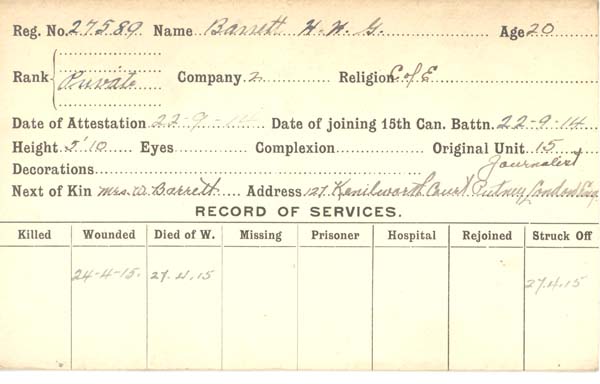 Reg. No. 27589 Name Barrett H. W. G. Age 20
Rank Private Company 2 Religion C of E
Date of Attestation 22-9-14 Date of joining 15th Can. Battn. 22-9-14
Height 5'10 Eyes Complexion Original Unit 15
Decorations Journalist
Next of Kin Mrs. D. Barrett Address 127, Kenilworth Court Putney, London Eng.
RECORD OF SERVICES.
Killed Wounded Died of W. Missing Prisoner Hospital Rejoined Struck Off
24-4-15. 27.4.15 27.4.15